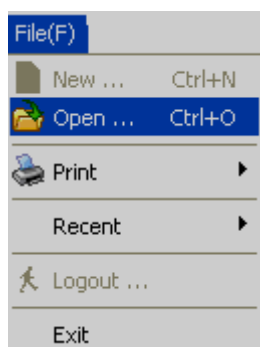 File(F)
New ... Ctrl+N
Open ... Ctrl+O
Print
Recent
Logout ...
Exit